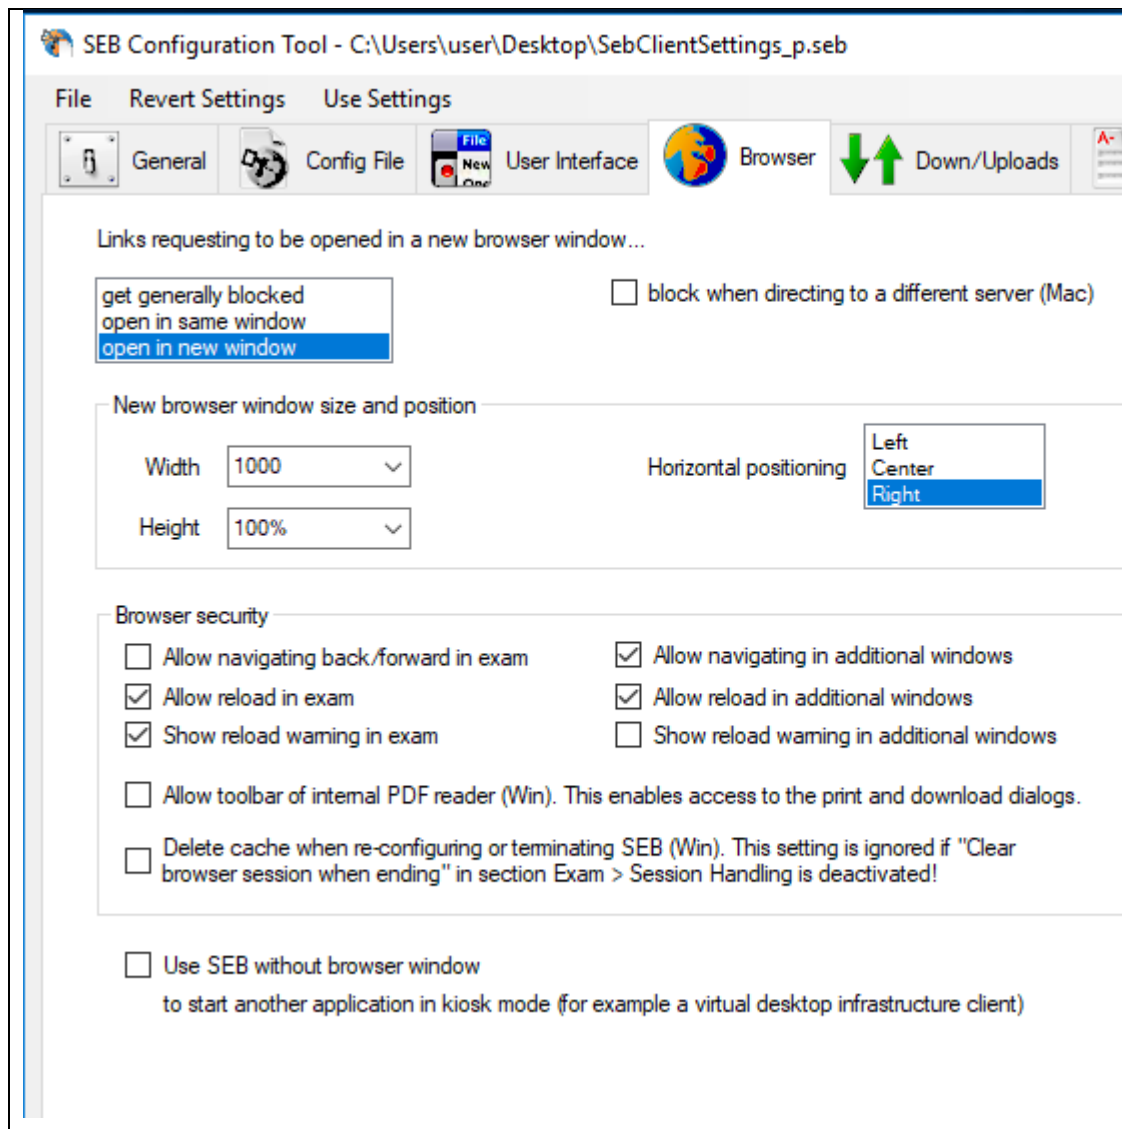 SEB Configuration Tool - C:\Users\user\Desktop\SebClientSettings_p.seb
File Revert Settings Use Settings
General Config File File New User Interface Browser Down/Uploads A-
Links requesting to be opened in a new browser window...
get generally blocked
block when directing to a different server (Mac)
open in same window
open in new window
New browser window size and position
Left
Width 1000 Horizontal positioning Center
Right
Height 100%
Browser security
Allow navigating back/forward in exam Allow navigating in additional windows
Allow reload in exam Allow reload in additional windows
Show reload warning in exam Show reload warning in additional windows
Allow toolbar of internal PDF reader (Win). This enables access to the print and download dialogs.
Delete cache when re-configuring or terminating SEB (Win). This setting is ignored if "Clear
browser session when ending" in section Exam > Session Handling is deactivated!
Use SEB without browser window
to start another application in kiosk mode (for example a virtual desktop infrastructure client)